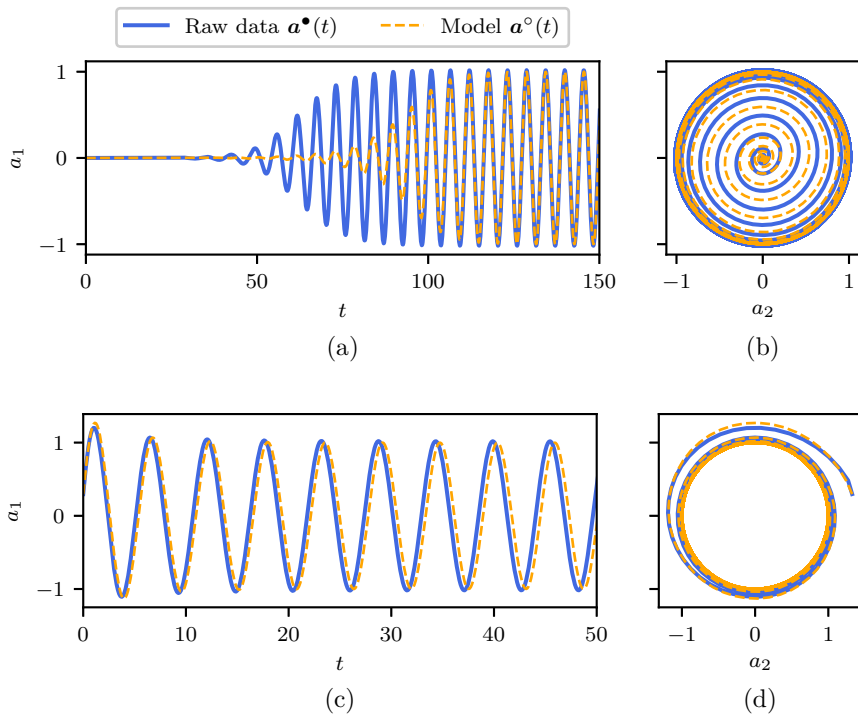 Raw data a•(t) Model a°(t)
1
0
−1
a₁
0 50 100 150
t
(a)
−1 0 1
a₂
(b)
1
0
−1
a₁
0 10 20 30 40 50
t
(c)
−1 0 1
a₂
(d)